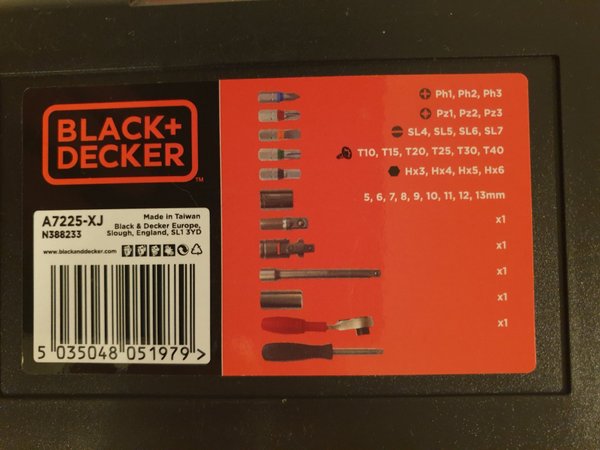 BLACK+
DECKER
TM
A7225-XJ
N388233
Made in Taiwan
Black & Decker Europe,
Slough, England, SL1 3YD
www.blackanddecker.com
5 035048 051979 >
Ph1, Ph2, Ph3
Pz1, Pz2, Pz3
SL4, SL5, SL6, SL7
T10, T15, T20, T25, T30, T40
Hx3, Hx4, Hx5, Hx6
5, 6, 7, 8, 9, 10, 11, 12, 13mm
x1
x1
x1
x1
x1